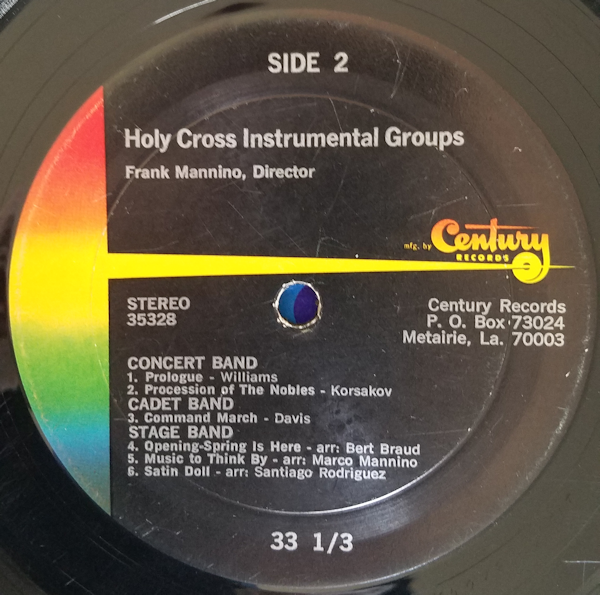 SIDE 2
Holy Cross Instrumental Groups
Frank Mannino, Director
mfg. by Century
RECORDS
STEREO
35328
Century Records
P. O. Box 73024
Metairie, La. 70003
CONCERT BAND
1. Prologue - Williams
2. Procession of The Nobles - Korsakov
CADET BAND
3. Command March - Davis
STAGE BAND
4. Opening-Spring Is Here - arr: Bert Braud
5. Music to Think By - arr: Marco Mannino
6. Satin Doll - arr: Santiago Rodriguez
33 1/3